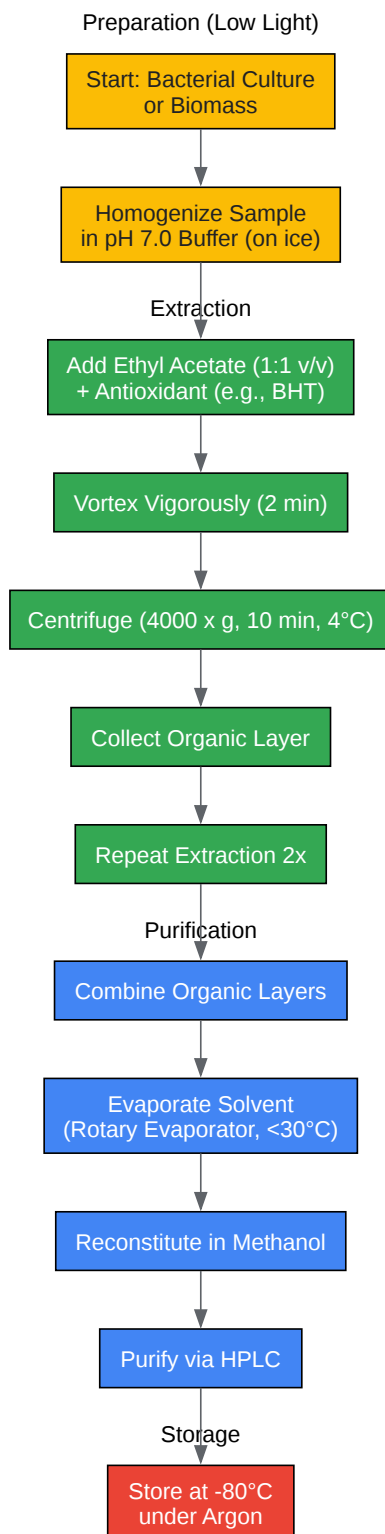 Preparation (Low Light)
Start: Bacterial Culture
or Biomass
Homogenize Sample
in pH 7.0 Buffer (on ice)
Extraction
Add Ethyl Acetate (1:1 v/v)
+ Antioxidant (e.g., BHT)
Vortex Vigorously (2 min)
Centrifuge (4000 x g, 10 min, 4°C)
Collect Organic Layer
Repeat Extraction 2x
Purification
Combine Organic Layers
Evaporate Solvent
(Rotary Evaporator, <30°C)
Reconstitute in Methanol
Purify via HPLC
Storage
Store at -80°C
under Argon